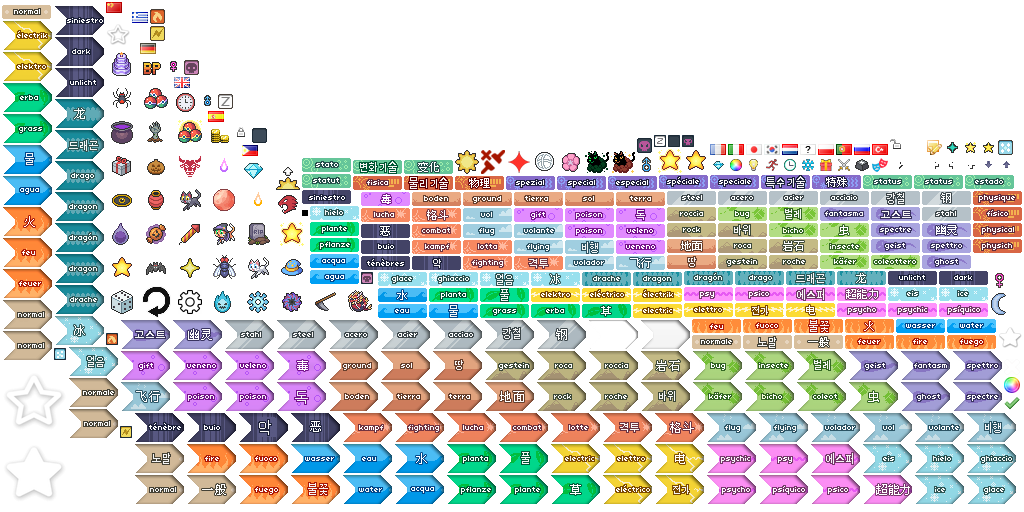 normal siniestro
électrik
elektro dark
BP
erba unlicht
grass 龙
물 드래곤
agua dragón
火 drago
feu dragon
feuer dragon
normal drache
normal 冰
얼음
normale
normal
stato 변화기술 变化
statut física 물리기술 物理 spezial special especial spéciale speciale 특수기술 特殊 status status estado
siniestro 毒 boden ground tierra sol terra steel acero acier acciaio 강철 钢 physique
hielo lucha 格斗 vol gift poison 독 roccia bug 벌레 fantasma 고스트 stahl físico
plante 恶 combat flug volante poison veleno rock 바위 bicho 虫 spectre 幽灵 physical
pflanze buio kampf lotta flying 비행 veneno 地面 roca 岩石 insecte geist spettro physich
acqua ténèbres 악 fighting 격투 volador 飞行 땅 gestein roche käfer coleottero ghost
agua glace ghiaccio 얼음 冰 drache dragon dragón drago 드래곤 龙 unlicht dark
水 planta 풀 elektro eléctrico électrik psy psico 에스퍼 超能力 eis ice
eau 물 grass erba 草 electric elettro 전기 电 psycho psychic psíquico
feu fuoco 불꽃 火 wasser water
normale 노말 一般 feuer fire fuego
고스트 幽灵 stahl steel acero acier acciao 강철 钢
gift veneno veleno 毒 ground sol 땅 gestein roca roccia 岩石 bug insecte 벌레 geist fantasm spettro
飞行 poison poison 독 boden terra tierra 地面 rock roche 바위 käfer bicho coleot 虫 ghost spectre
ténèbre buio 악 恶 kampf fighting lucha combat lotte 격투 格斗 flug flying volador vol volante 비행
노말 fire fuoco wasser eau 水 planta 풀 electric elettro 电 psychic psy 에스퍼 eis hielo ghiaccio
normal 一般 fuego 불꽃 water acqua pflanze plante 草 eléctrico 전기 psycho psíquico psico 超能力 ice glace